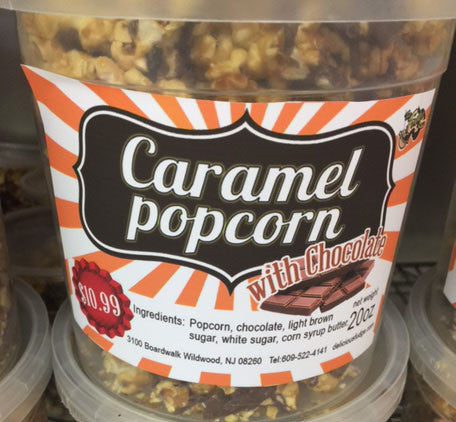 Caramel
popcorn
with Chocolate
$10.99
Ingredients: Popcorn, chocolate, light brown
sugar, white sugar, corn syrup butter.
net weight
20oz
3100 Boardwalk Wildwood, NJ 08260 Tel:609-522-4141